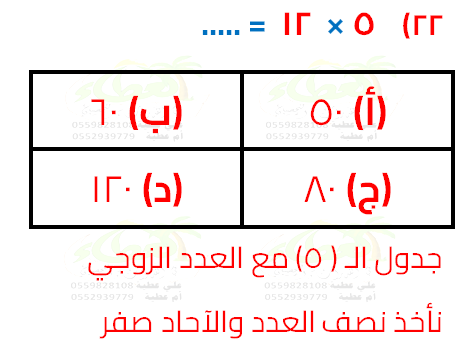 ٢٢) ٥ × ١٢ = .....
(أ) ٥٠ (ب) ٦٠
(ج) ٨٠ (د) ١٢٠
جدول الـ ( ٥) مع العدد الزوجي
نأخذ نصف العدد والآحاد صفر
علي عطية 0559828108
أم عطية 0552939779